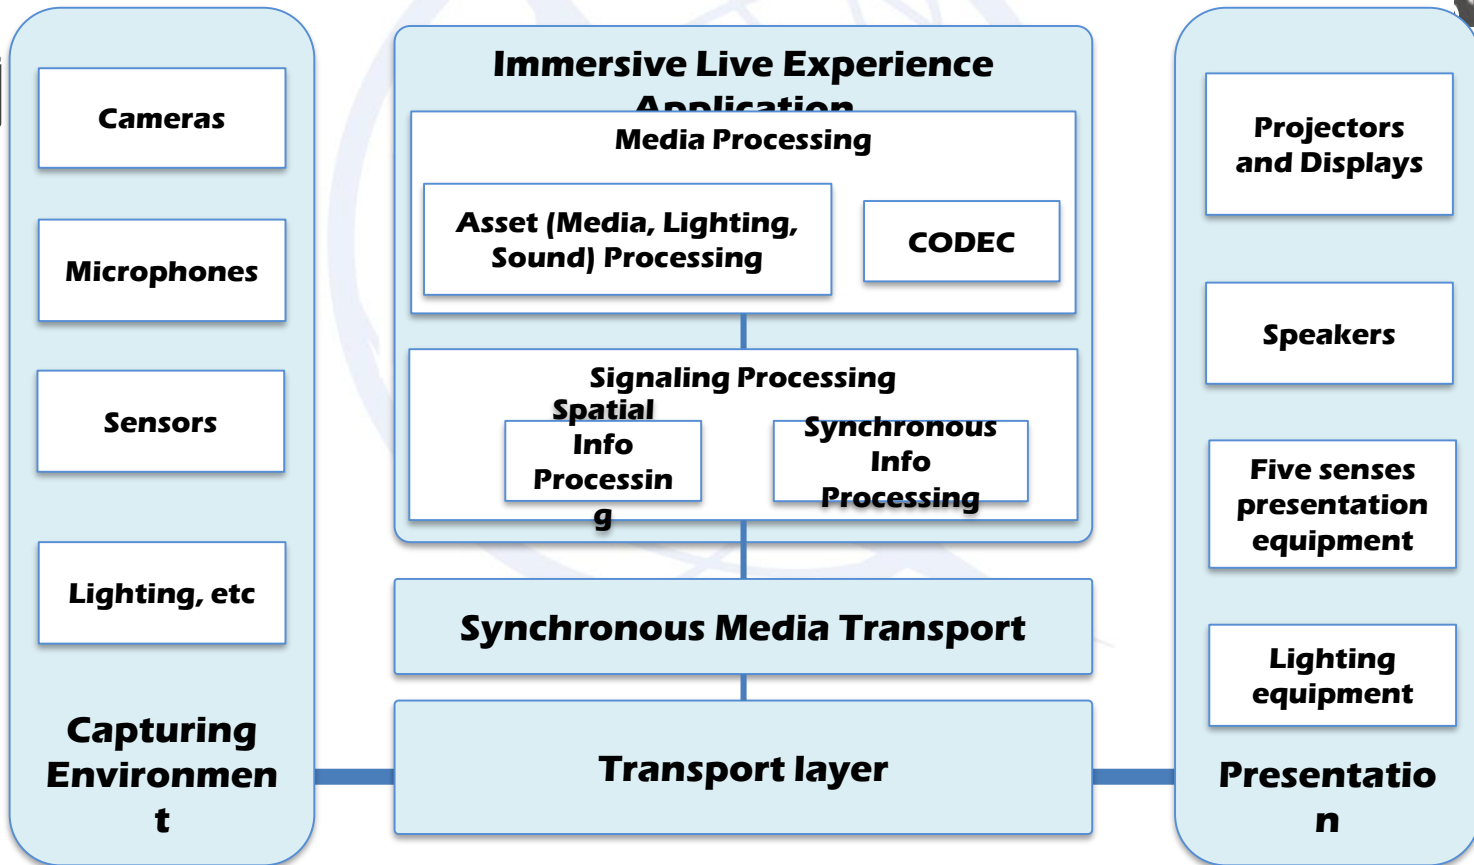 Cameras
Microphones
Sensors
Lighting, etc
Capturing
Environmen
t
Immersive Live Experience
Application
Media Processing
Asset (Media, Lighting,
Sound) Processing
CODEC
Signaling Processing
Spatial
Info
Processin
g
Synchronous
Info
Processing
Synchronous Media Transport
Transport layer
Projectors
and Displays
Speakers
Five senses
presentation
equipment
Lighting
equipment
Presentatio
n